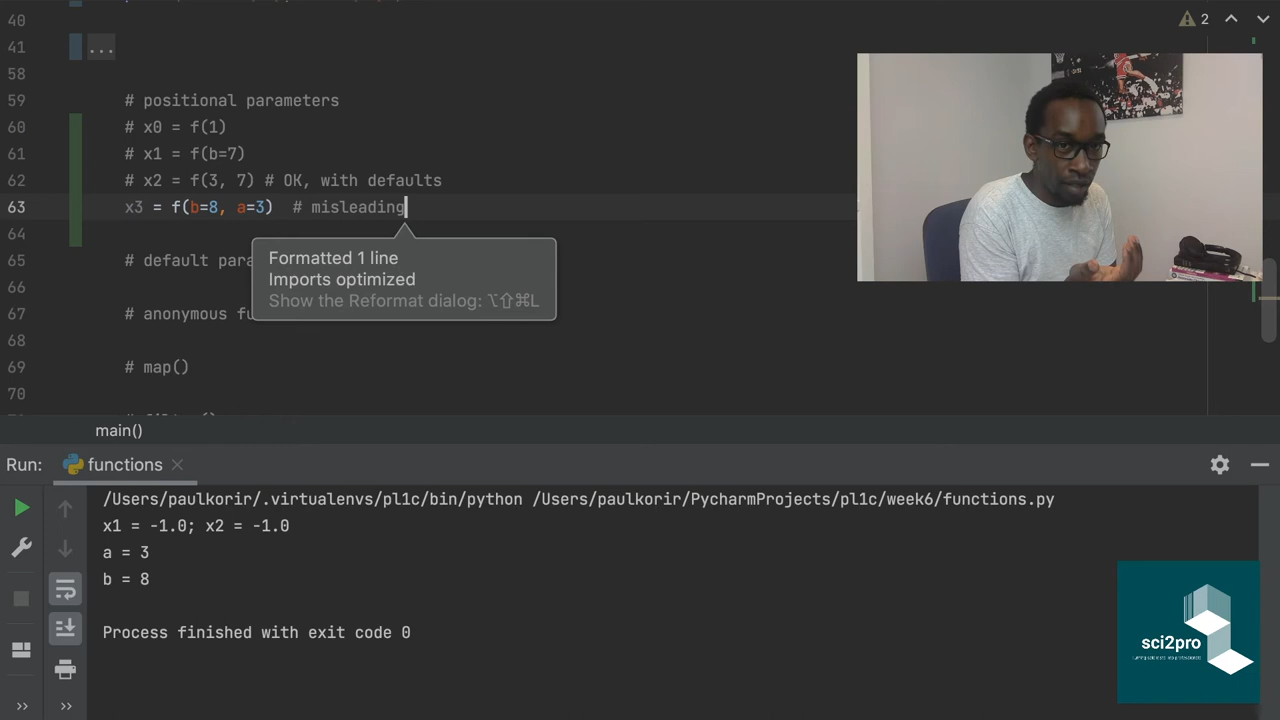 40
2
41 ...
58
59 # positional parameters
60 # x0 = f(1)
61 # x1 = f(b=7)
62 # x2 = f(3, 7) # OK, with defaults
63 x3 = f(b=8, a=3)  # misleading
64
Formatted 1 line
Imports optimized
Show the Reformat dialog: ⌥⇧⌘L
65 # default para
66
67 # anonymous fu
68
69 # map()
70
main()
Run: functions
/Users/paulkorir/.virtualenvs/pl1c/bin/python /Users/paulkorir/PycharmProjects/pl1c/week6/functions.py
x1 = -1.0; x2 = -1.0
a = 3
b = 8
Process finished with exit code 0
sci2pro